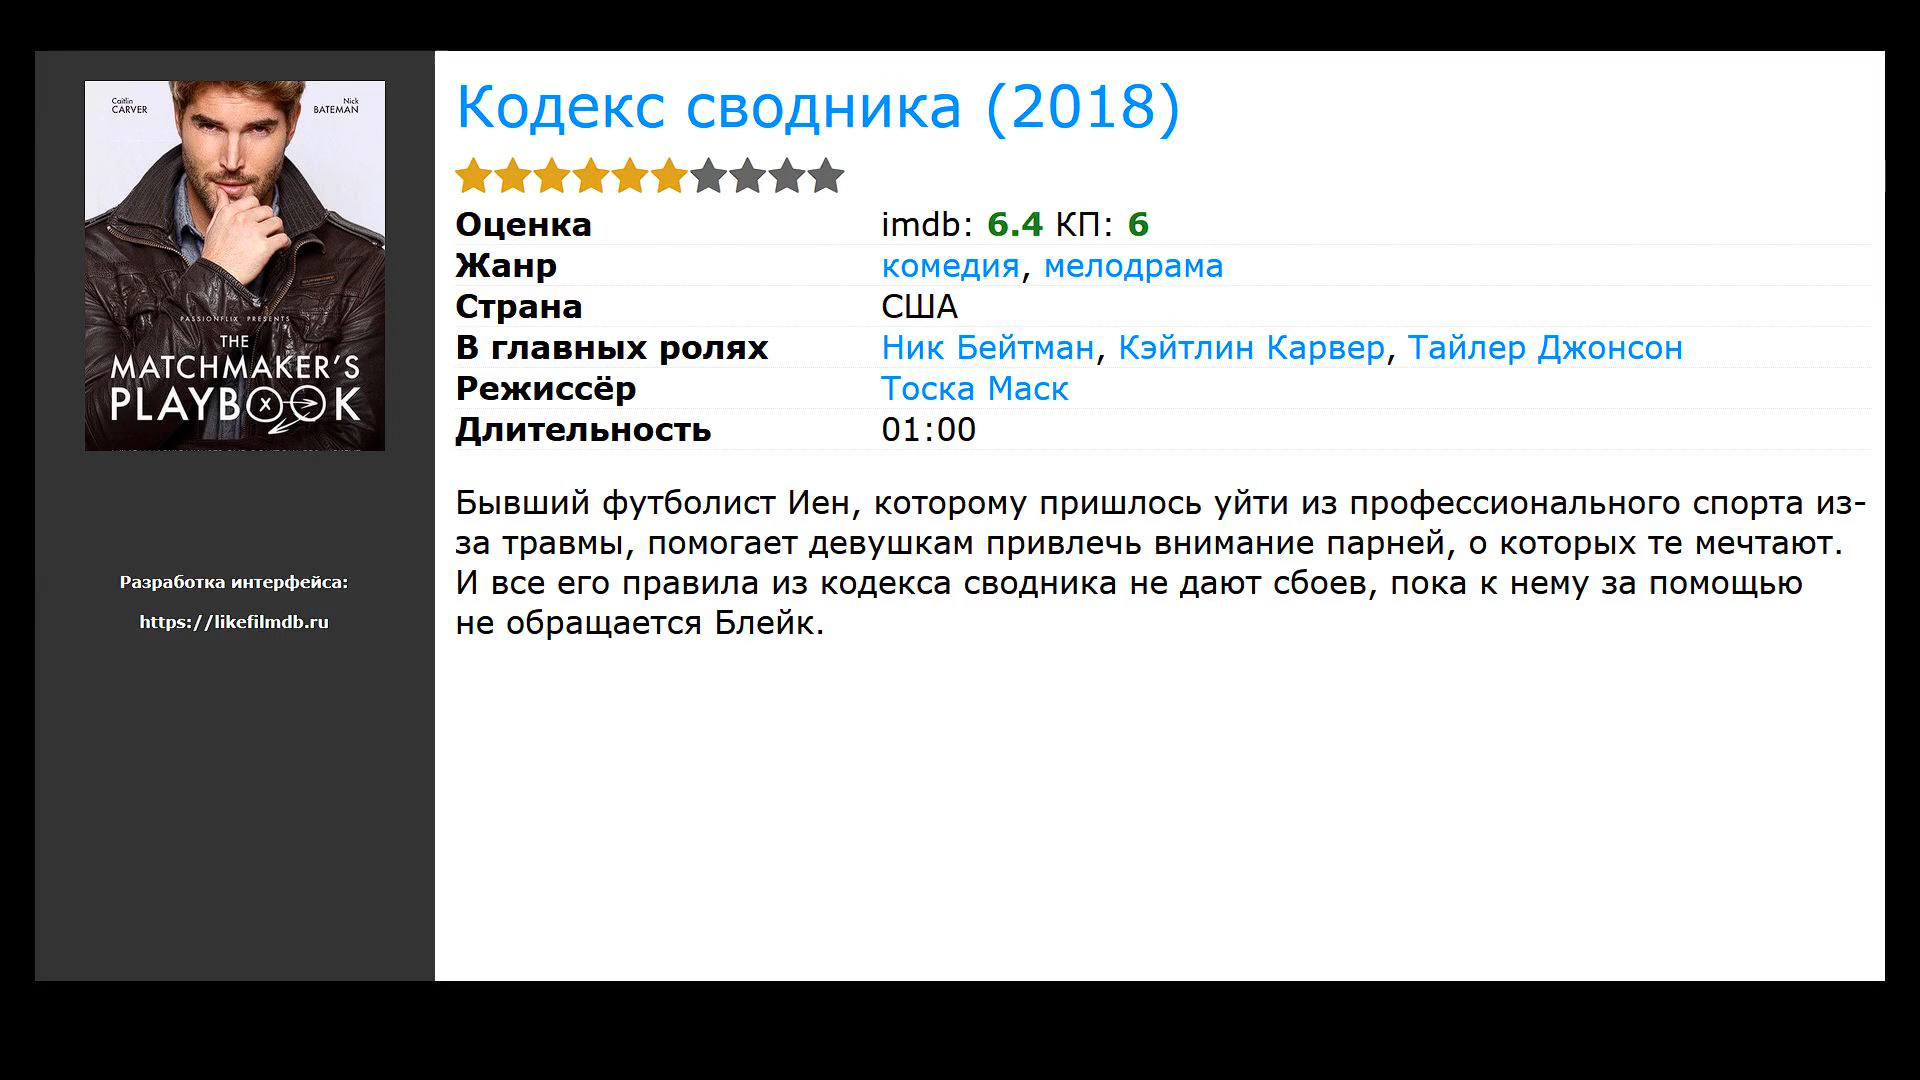 Caitlin
CARVER
Nick
BATEMAN
PASSIONFLIX PRESENTS
THE
MATCHMAKER'S
PLAYBOOK
Разработка интерфейса:
https://likefilmdb.ru
Кодекс сводника (2018)
Оценка imdb: 6.4 КП: 6
Жанр комедия, мелодрама
Страна США
В главных ролях Ник Бейтман, Кэйтлин Карвер, Тайлер Джонсон
Режиссёр Тоска Маск
Длительность 01:00
Бывший футболист Иен, которому пришлось уйти из профессионального спорта из-
за травмы, помогает девушкам привлечь внимание парней, о которых те мечтают.
И все его правила из кодекса сводника не дают сбоев, пока к нему за помощью
не обращается Блейк.